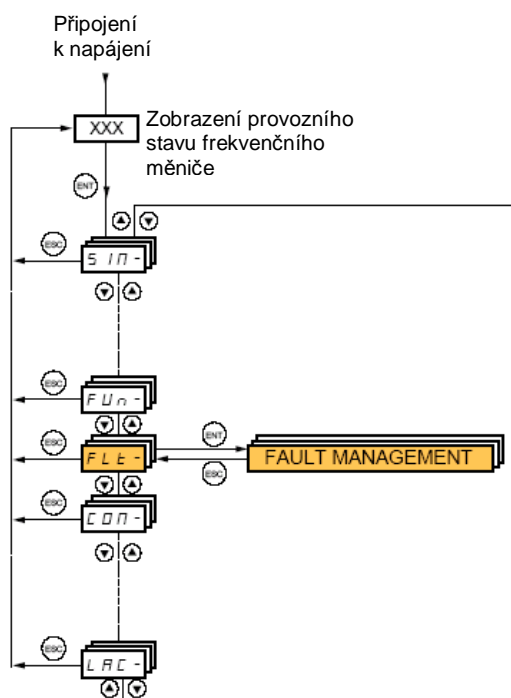 Připojení
k napájení
XXX
Zobrazení provozního
stavu frekvenčního
měniče
ENT
ESC
SIM-
ESC
FUn-
ESC
FLt-
ENT
ESC
FAULT MANAGEMENT
ESC
COM-
ESC
LAC-